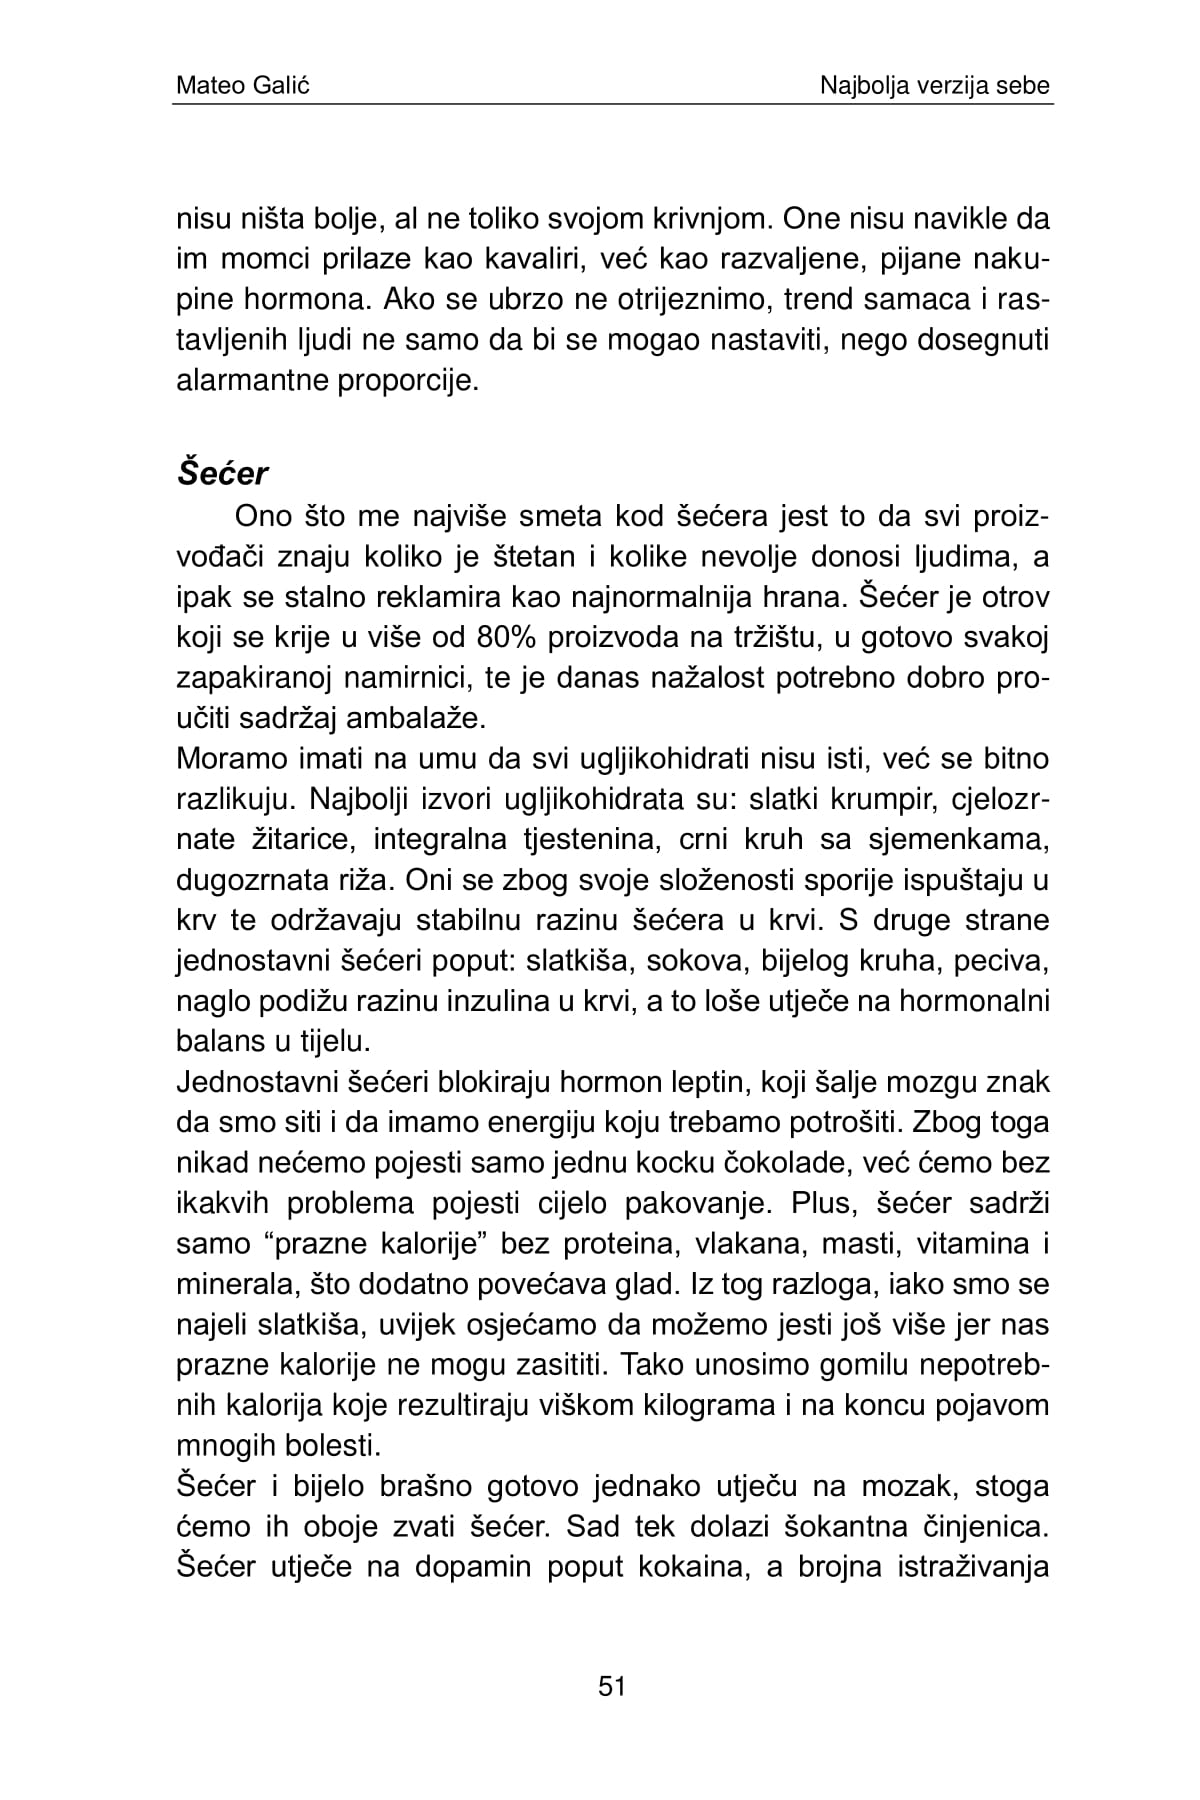 Mateo Galić
Najbolja verzija sebe
nisu ništa bolje, al ne toliko svojom krivnjom. One nisu navikle da
im momci prilaze kao kavaliri, već kao razvaljene, pijane naku-
pine hormona. Ako se ubrzo ne otrijeznimo, trend samaca i ras-
tavljenih ljudi ne samo da bi se mogao nastaviti, nego dosegnuti
alarmantne proporcije.
Šećer
Ono što me najviše smeta kod šećera jest to da svi proiz-
vođači znaju koliko je štetan i kolike nevolje donosi ljudima, a
ipak se stalno reklamira kao najnormalnija hrana. Šećer je otrov
koji se krije u više od 80% proizvoda na tržištu, u gotovo svakoj
zapakiranoj namirnici, te je danas nažalost potrebno dobro pro-
učiti sadržaj ambalaže.
Moramo imati na umu da svi ugljikohidrati nisu isti, već se bitno
razlikuju. Najbolji izvori ugljikohidrata su: slatki krumpir, cjelozr-
nate žitarice, integralna tjestenina, crni kruh sa sjemenkama,
dugozrnata riža. Oni se zbog svoje složenosti sporije ispuštaju u
krv te održavaju stabilnu razinu šećera u krvi. S druge strane
jednostavni šećeri poput: slatkiša, sokova, bijelog kruha, peciva,
naglo podižu razinu inzulina u krvi, a to loše utječe na hormonalni
balans u tijelu.
Jednostavni šećeri blokiraju hormon leptin, koji šalje mozgu znak
da smo siti i da imamo energiju koju trebamo potrošiti. Zbog toga
nikad nećemo pojesti samo jednu kocku čokolade, već ćemo bez
ikakvih problema pojesti cijelo pakovanje. Plus, šećer sadrži
samo “prazne kalorije” bez proteina, vlakana, masti, vitamina i
minerala, što dodatno povećava glad. Iz tog razloga, iako smo se
najeli slatkiša, uvijek osjećamo da možemo jesti još više jer nas
prazne kalorije ne mogu zasititi. Tako unosimo gomilu nepotreb-
nih kalorija koje rezultiraju viškom kilograma i na koncu pojavom
mnogih bolesti.
Šećer i bijelo brašno gotovo jednako utječu na mozak, stoga
ćemo ih oboje zvati šećer. Sad tek dolazi šokantna činjenica.
Šećer utječe na dopamin poput kokaina, a brojna istraživanja
51